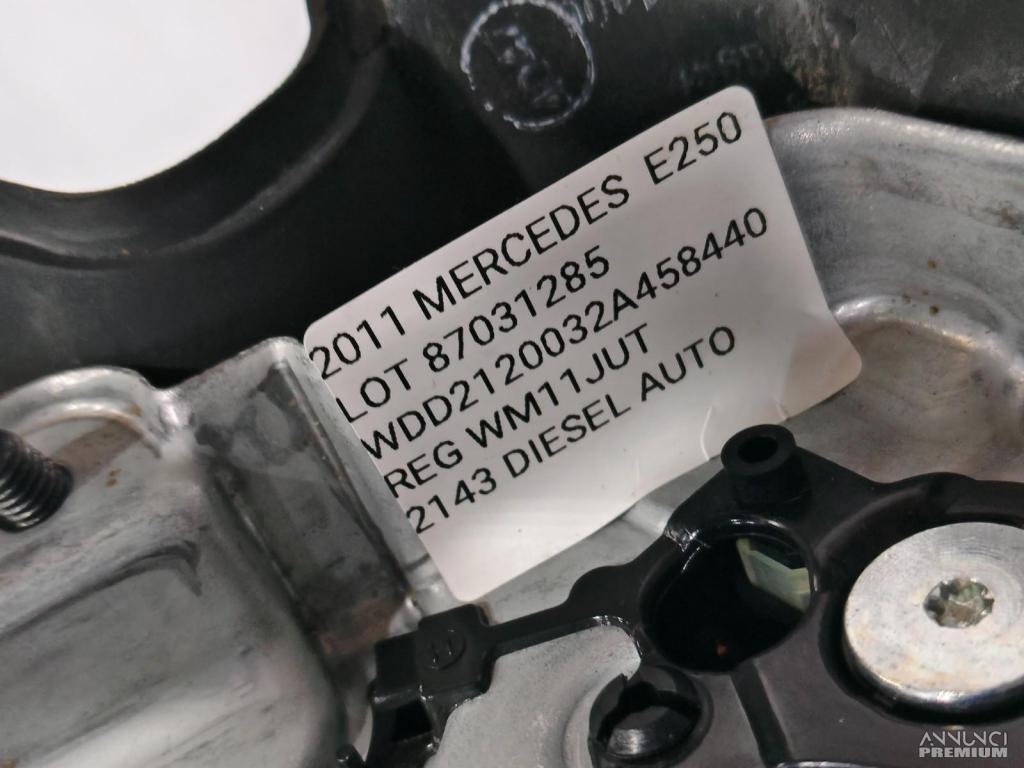 2011 MERCEDES E250
LOT 87031285
WDD2120032A458440
REG WM11JUT
2143 DIESEL AUTO
ANNUNCI
PREMIUM